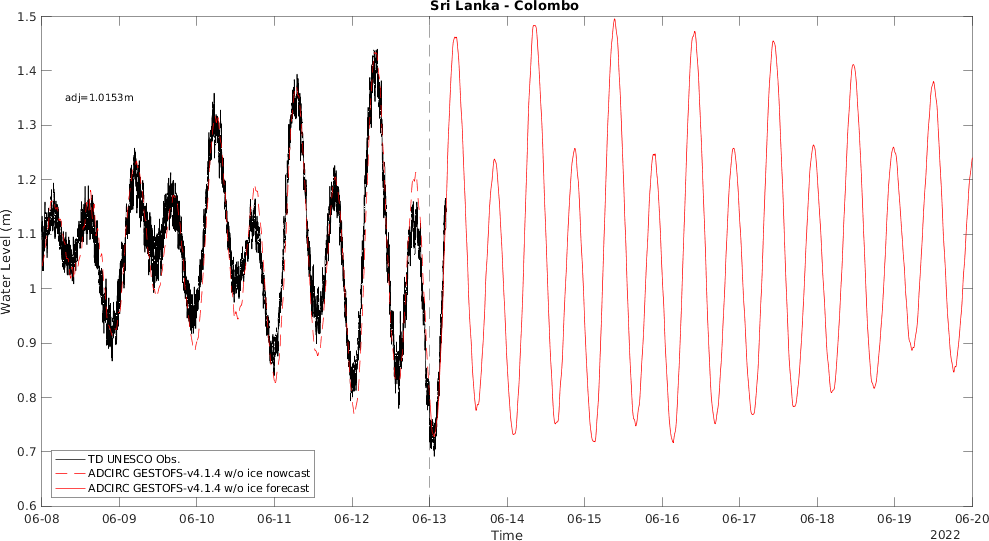 Sri Lanka - Colombo
1.5
1.4
adj=1.0153m
1.3
1.2
1.1
Water Level (m)
1
0.9
0.8
0.7
TD UNESCO Obs.
ADCIRC GESTOFS-v4.1.4 w/o ice nowcast
ADCIRC GESTOFS-v4.1.4 w/o ice forecast
0.6
06-08 06-09 06-10 06-11 06-12 06-13 06-14 06-15 06-16 06-17 06-18 06-19 06-20
Time
2022